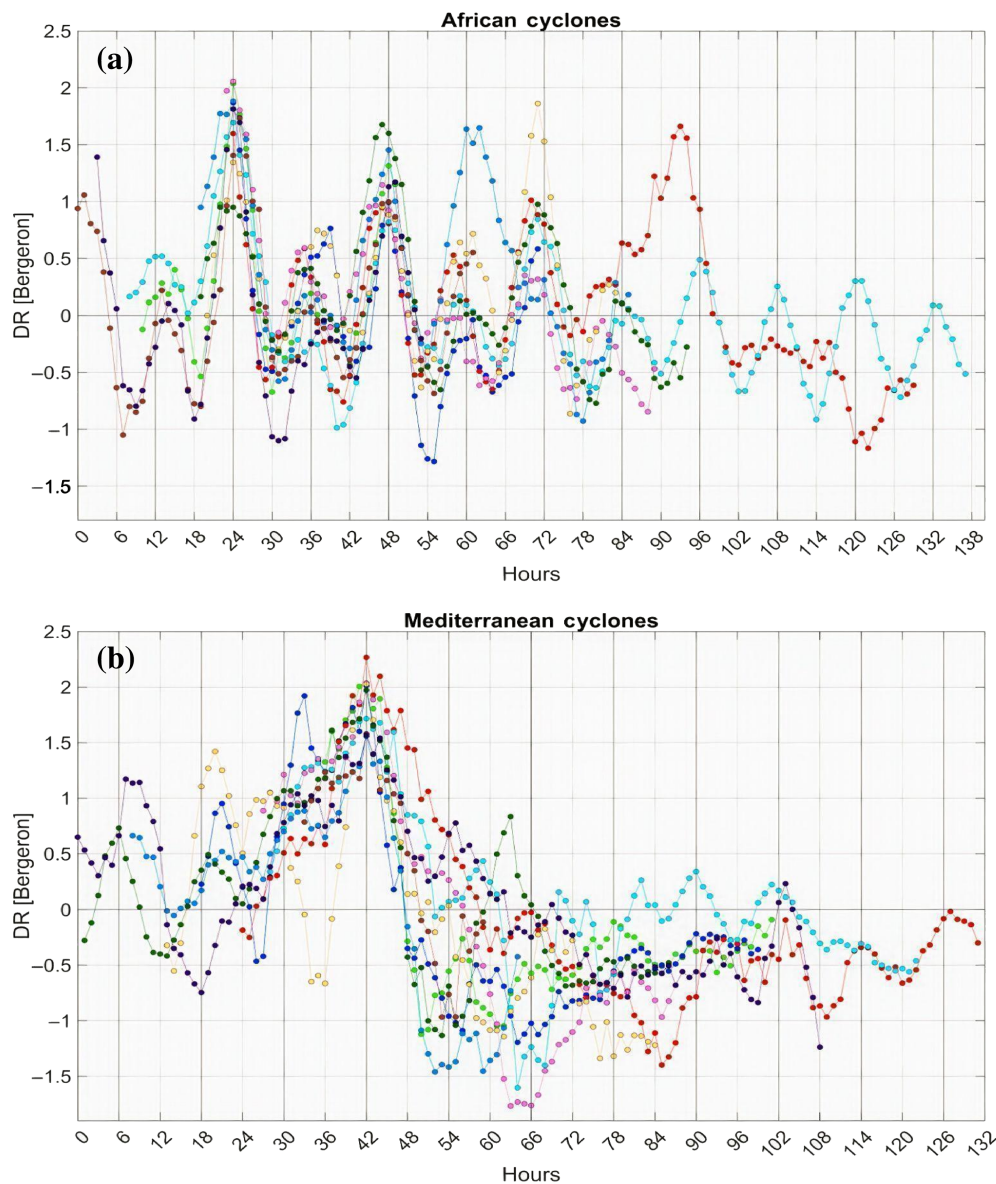 African cyclones
(a)
2.5
2
1.5
1
0.5
0
−0.5
−1
−1.5
DR [Bergeron]
0 6 12 18 24 30 36 42 48 54 60 66 72 78 84 90 96 102 108 114 120 126 132 138
Hours
Mediterranean cyclones
(b)
2.5
2
1.5
1
0.5
0
−0.5
−1
−1.5
DR [Bergeron]
0 6 12 18 24 30 36 42 48 54 60 66 72 78 84 90 96 102 108 114 120 126 132
Hours